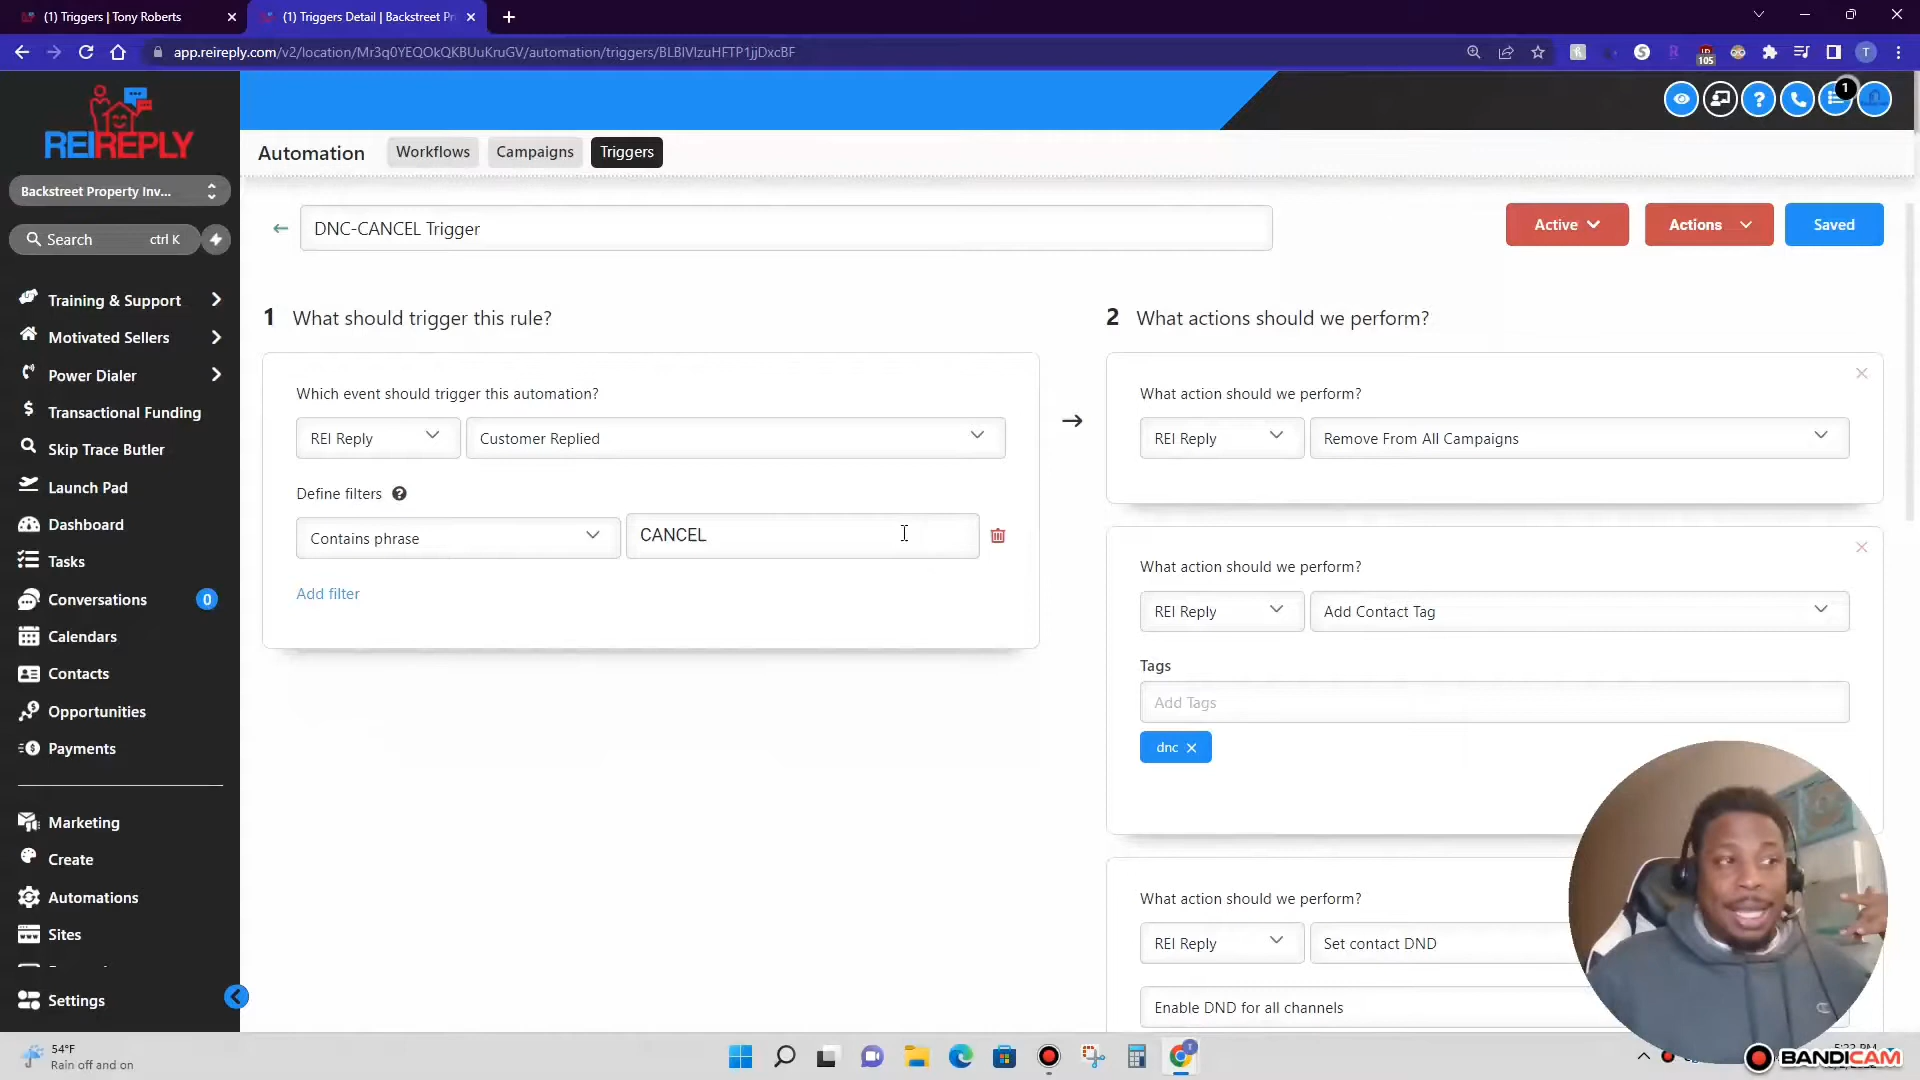 (1) Triggers | Tony Roberts
(1) Triggers Detail | Backstreet Pr
app.reireply.com/v2/location/Mr3q0YEQOkQKBUuKruGV/automation/triggers/BLBIVIzuHFTP1jjDxcBF
105
T
REIREPLY
1
Automation
Workflows
Campaigns
Triggers
Backstreet Property Inv...
Search
ctrl K
DNC-CANCEL Trigger
Active
Actions
Saved
Training & Support
Motivated Sellers
Power Dialer
Transactional Funding
Skip Trace Butler
Launch Pad
Dashboard
Tasks
Conversations
0
Calendars
Contacts
Opportunities
Payments
Marketing
Create
Automations
Sites
Settings
1 What should trigger this rule?
Which event should trigger this automation?
REI Reply
Customer Replied
Define filters
Contains phrase
CANCEL
Add filter
2 What actions should we perform?
What action should we perform?
REI Reply
Remove From All Campaigns
What action should we perform?
REI Reply
Add Contact Tag
Tags
Add Tags
dnc
What action should we perform?
REI Reply
Set contact DND
Enable DND for all channels
54°F
Rain off and on
BANDICAM